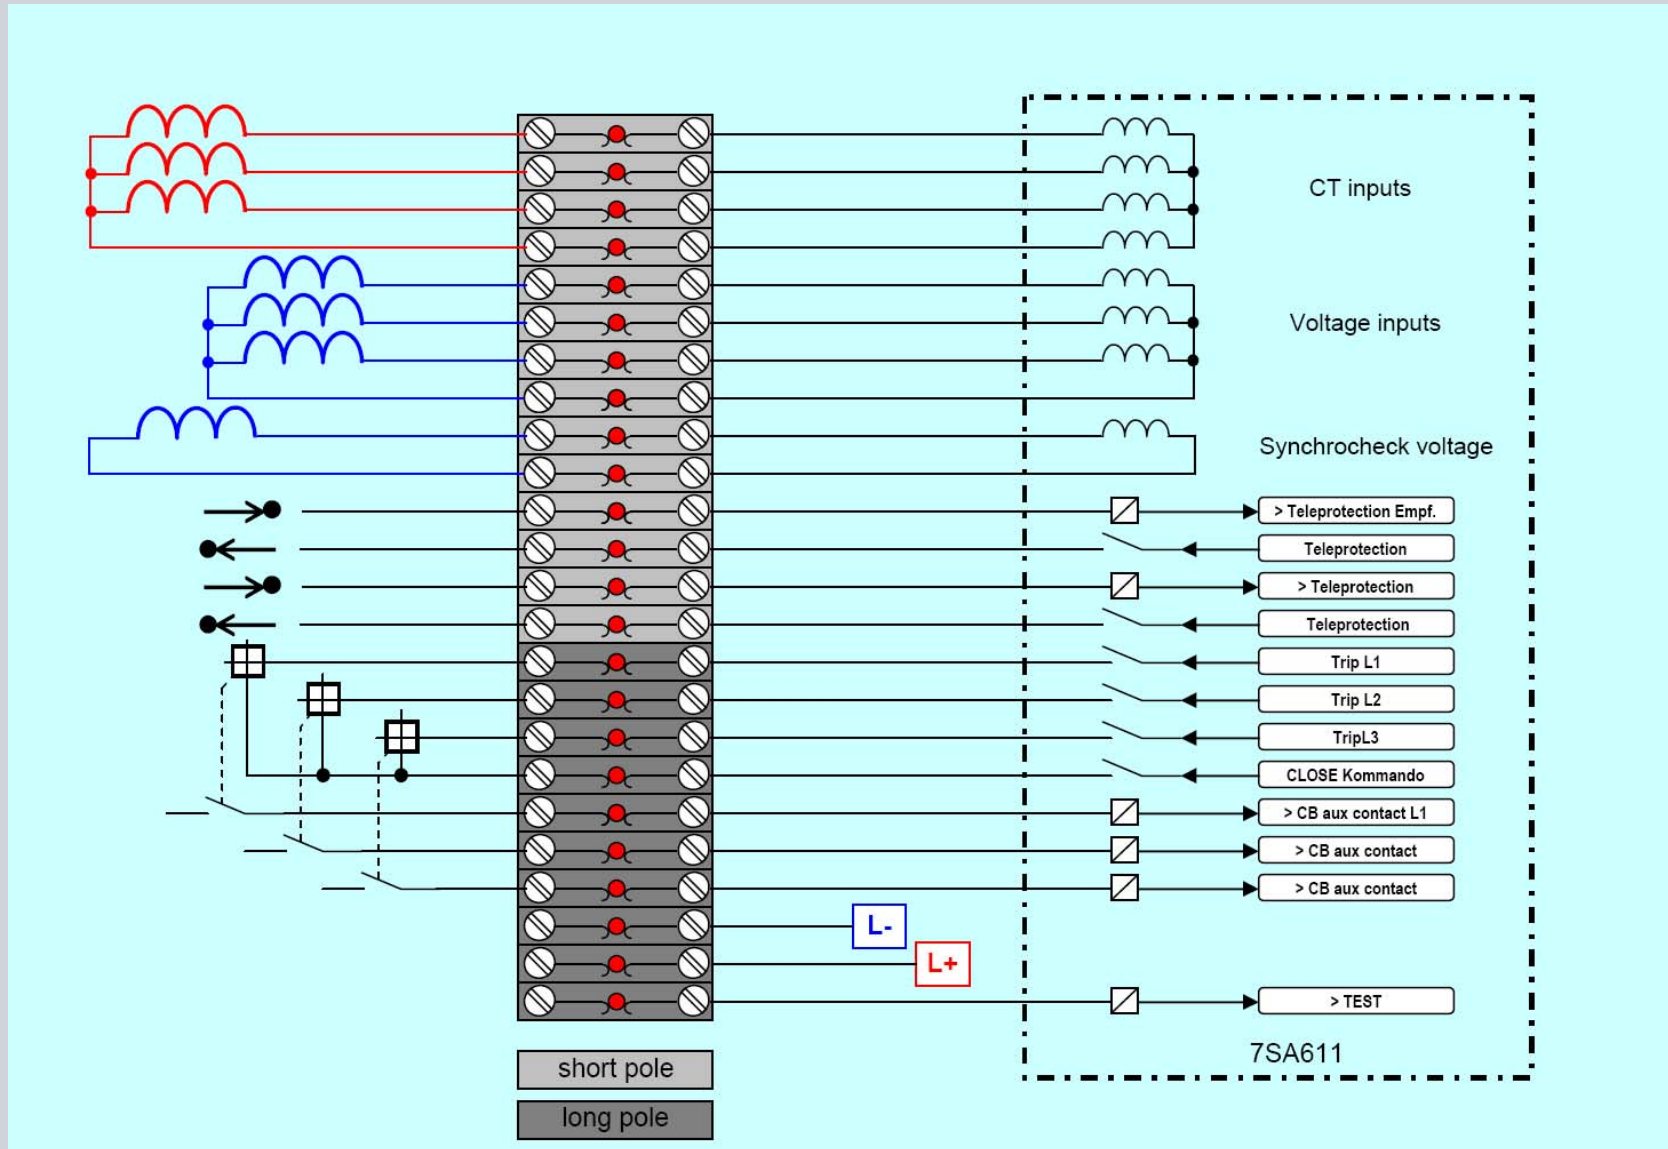 CT inputs
Voltage inputs
Synchrocheck voltage
> Teleprotection Empf.
Teleprotection
> Teleprotection
Teleprotection
Trip L1
Trip L2
TripL3
CLOSE Kommando
> CB aux contact L1
> CB aux contact
> CB aux contact
L-
L+
> TEST
7SA611
short pole
long pole